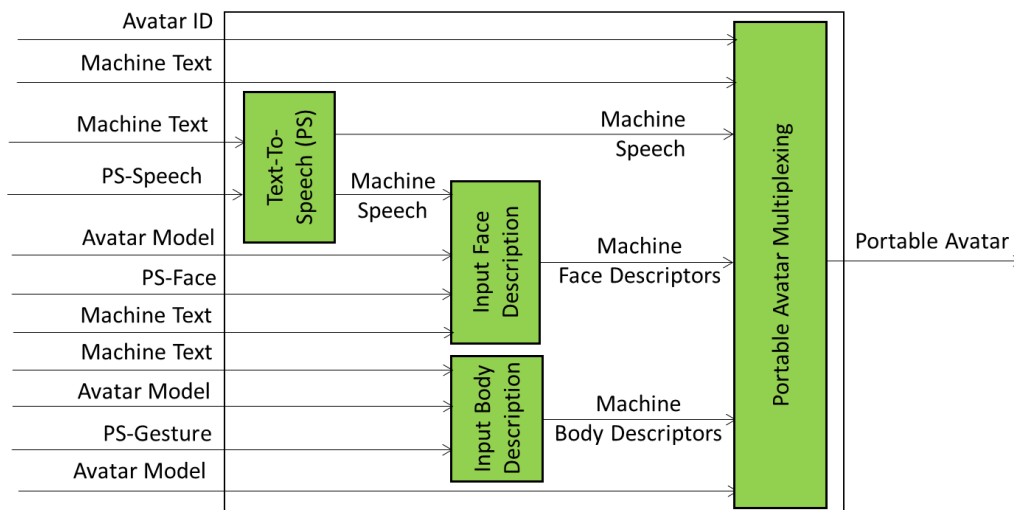 Avatar ID
Machine Text
Machine Text
PS-Speech
Avatar Model
PS-Face
Machine Text
Machine Text
Avatar Model
PS-Gesture
Avatar Model
Text-To-
Speech (PS)
Machine
Speech
Machine
Speech
Input Face
Description
Machine
Face Descriptors
Input Body
Description
Machine
Body Descriptors
Portable Avatar Multiplexing
Portable Avatar